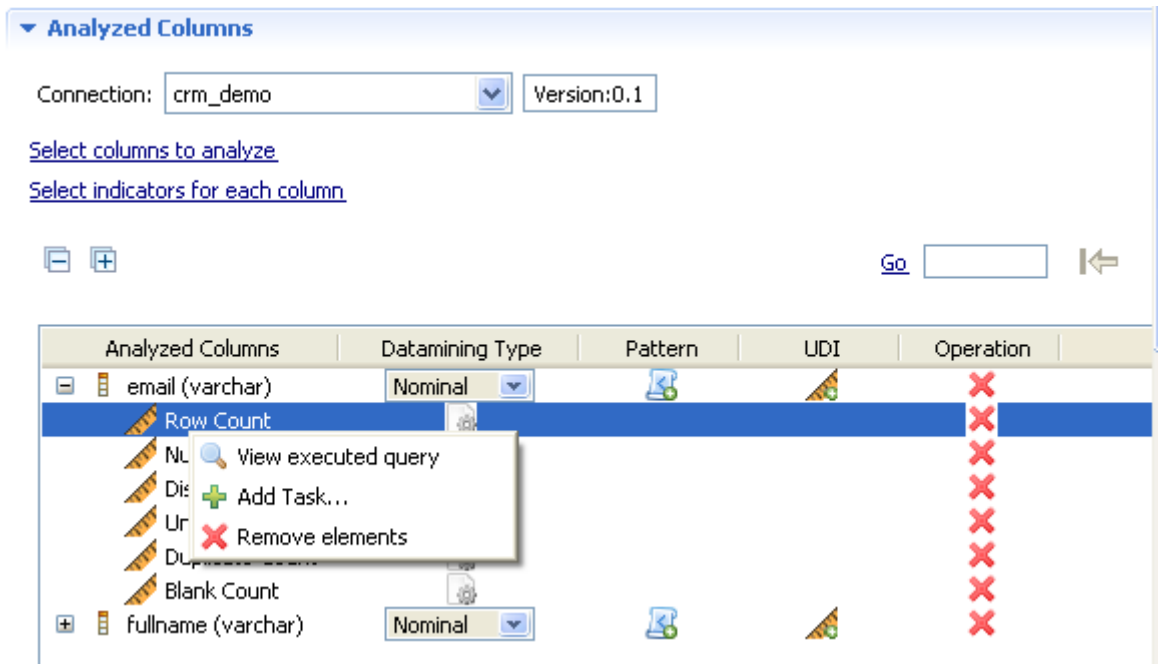 Analyzed Columns
Connection: crm_demo Version:0.1
Select columns to analyze
Select indicators for each column
Go
Analyzed Columns Datamining Type Pattern UDI Operation
email (varchar) Nominal
Row Count
View executed query
Add Task...
Remove elements
Blank Count
fullname (varchar) Nominal